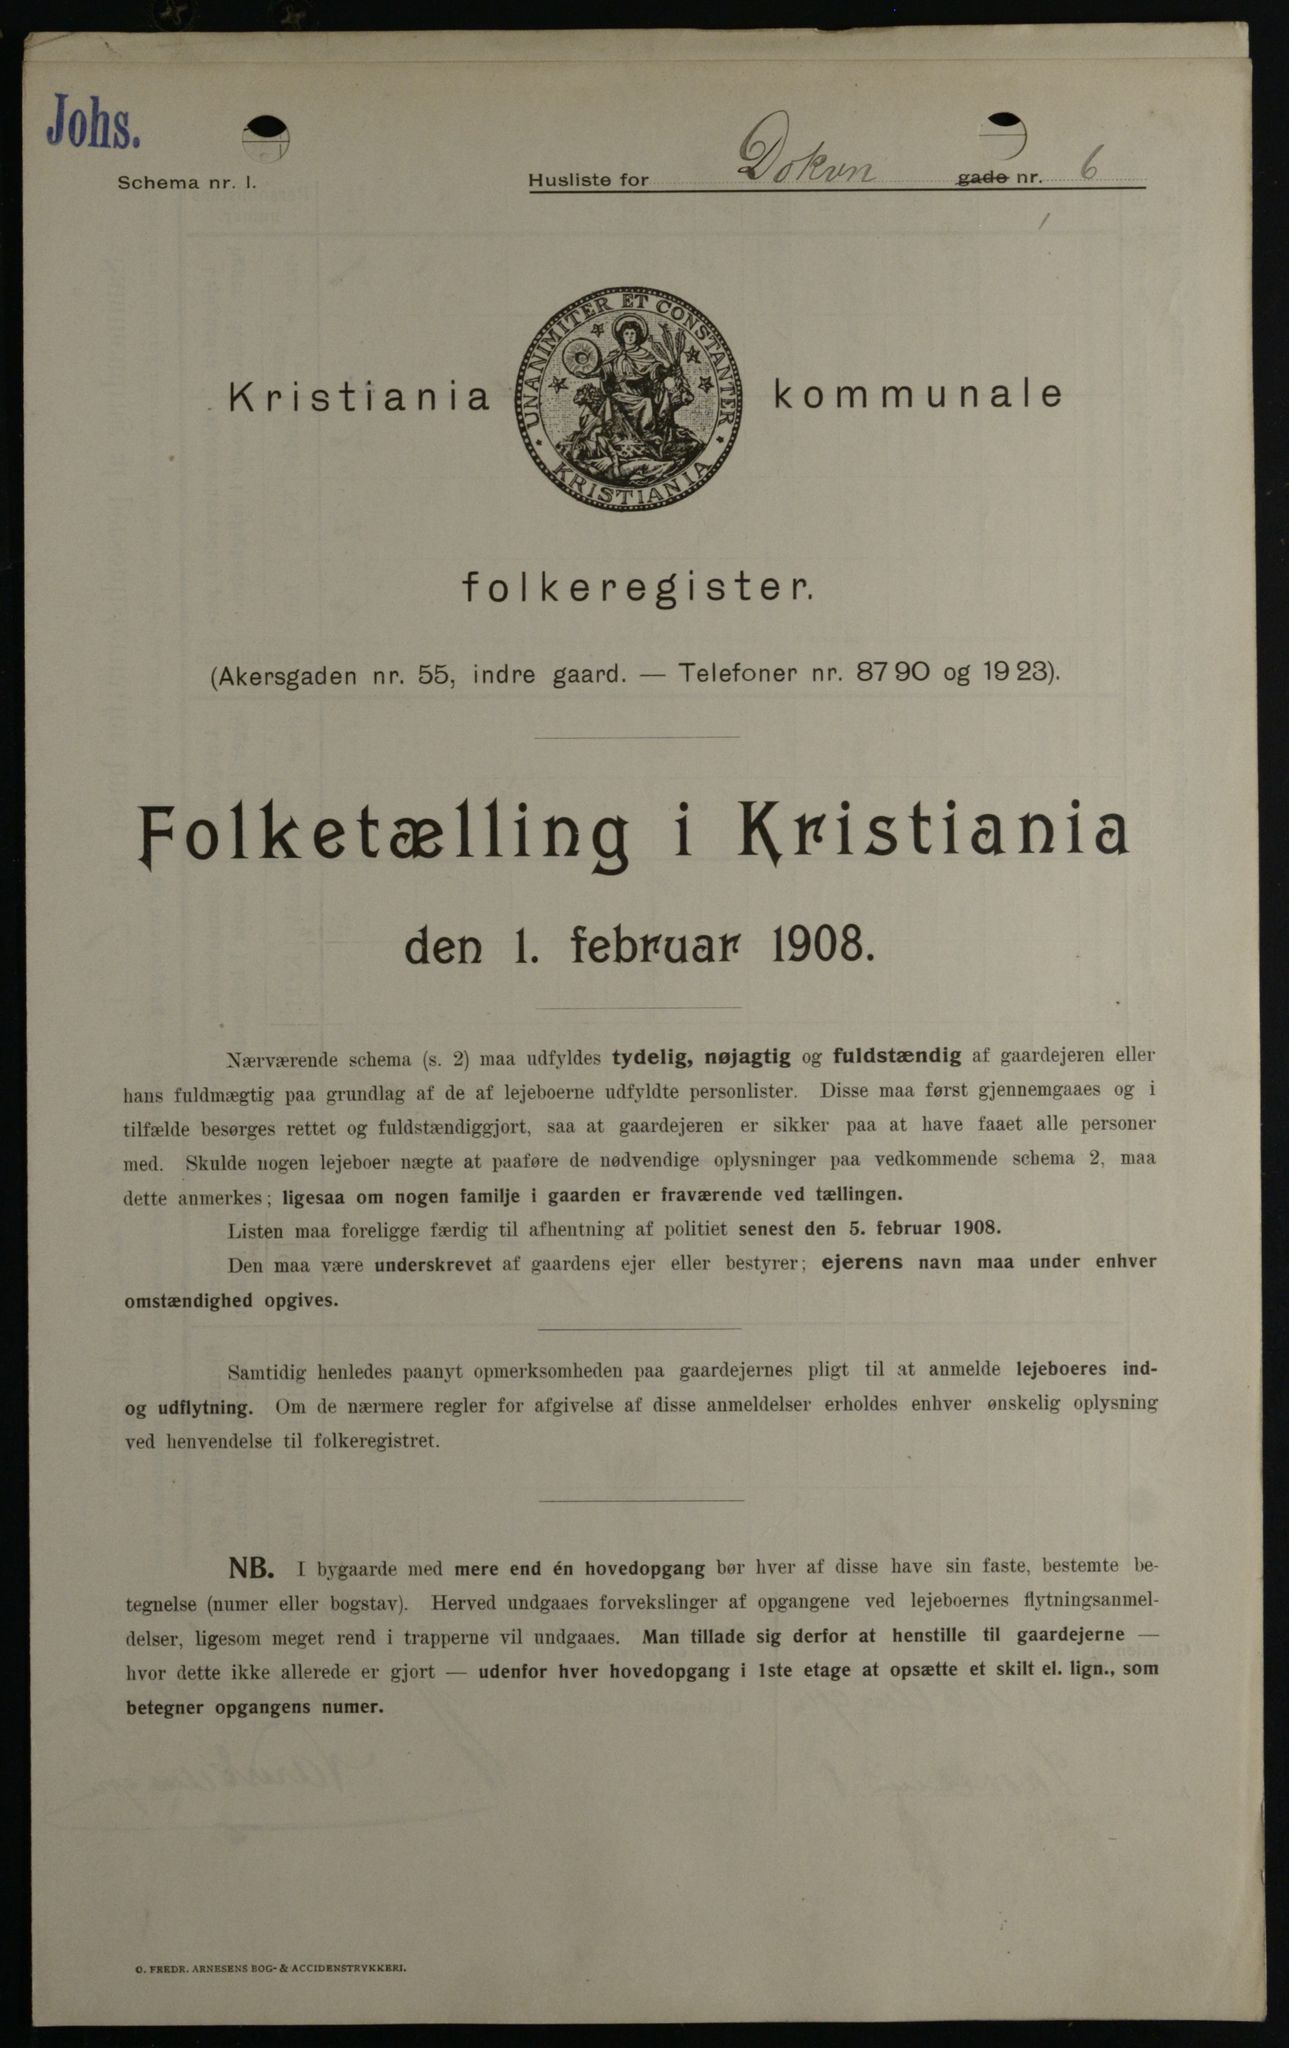 Johs.
Schema nr. 1.
Husliste for Dokvn gade nr. 6
UNANIMITER ET CONSTANTER
KRISTIANIA
Kristiania kommunale
folkeregister.
(Akersgaden nr. 55, indre gaard. — Telefoner nr. 87 90 og 19 23).
Folketælling i Kristiania
den 1. februar 1908.
Nærværende schema (s. 2) maa udfyldes tydelig, nøjagtig og fuldstændig af gaardejeren eller
hans fuldmægtig paa grundlag af de af lejeboerne udfyldte personlister. Disse maa først gjennemgaaes og i
tilfælde besørges rettet og fuldstændiggjort, saa at gaardejeren er sikker paa at have faaet alle personer
med. Skulde nogen lejeboer nægte at paaføre de nødvendige oplysninger paa vedkommende schema 2, maa
dette anmerkes; ligesaa om nogen familje i gaarden er fraværende ved tællingen.
Listen maa foreligge færdig til afhentning af politiet senest den 5. februar 1908.
Den maa være underskrevet af gaardens ejer eller bestyrer; ejerens navn maa under enhver
omstændighed opgives.
Samtidig henledes paanyt opmerksomheden paa gaardejernes pligt til at anmelde lejeboeres ind-
og udflytning. Om de nærmere regler for afgivelse af disse anmeldelser erholdes enhver ønskelig oplysning
ved henvendelse til folkeregistret.
NB. I bygaarde med mere end én hovedopgang bør hver af disse have sin faste, bestemte be-
tegnelse (numer eller bogstav). Herved undgaaes forvekslinger af opgangene ved lejeboernes flytningsanmel-
delser, ligesom meget rend i trapperne vil undgaaes. Man tillade sig derfor at henstille til gaardejerne —
hvor dette ikke allerede er gjort — udenfor hver hovedopgang i 1ste etage at opsætte et skilt el. lign., som
betegner opgangens numer.
O. FREDR. ARNESENS BOG- & ACCIDENSTRYKKERI.